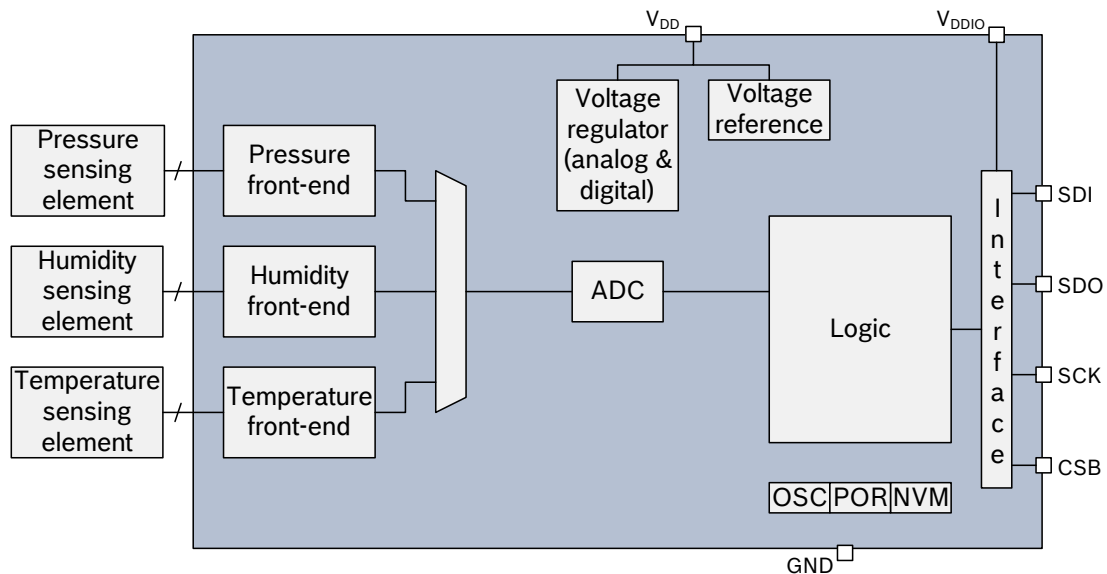 VDD
VDDIO
Voltage
regulator
(analog &
digital)
Voltage
reference
Pressure
sensing
element
Pressure
front-end
Humidity
sensing
element
Humidity
front-end
Temperature
sensing
element
Temperature
front-end
ADC
Logic
Interface
SDI
SDO
SCK
CSB
OSC
POR
NVM
GND